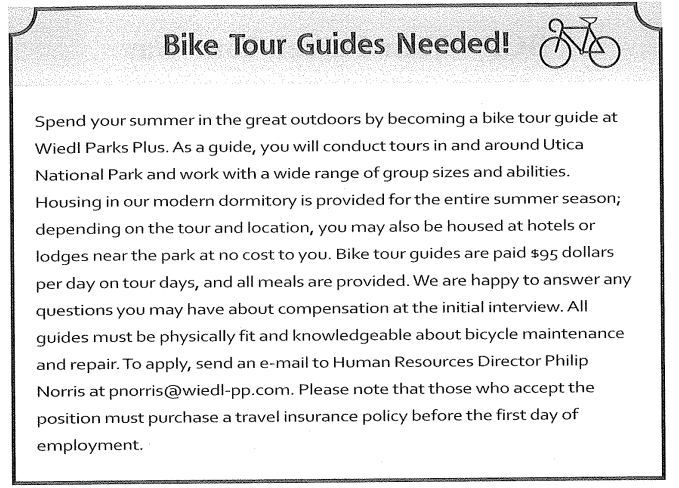 Bike Tour Guides Needed!
Spend your summer in the great outdoors by becoming a bike tour guide at
Wiedl Parks Plus. As a guide, you will conduct tours in and around Utica
National Park and work with a wide range of group sizes and abilities.
Housing in our modern dormitory is provided for the entire summer season;
depending on the tour and location, you may also be housed at hotels or
lodges near the park at no cost to you. Bike tour guides are paid $95 dollars
per day on tour days, and all meals are provided. We are happy to answer any
questions you may have about compensation at the initial interview. All
guides must be physically fit and knowledgeable about bicycle maintenance
and repair. To apply, send an e-mail to Human Resources Director Philip
Norris at pnorris@wiedl-pp.com. Please note that those who accept the
position must purchase a travel insurance policy before the first day of
employment.